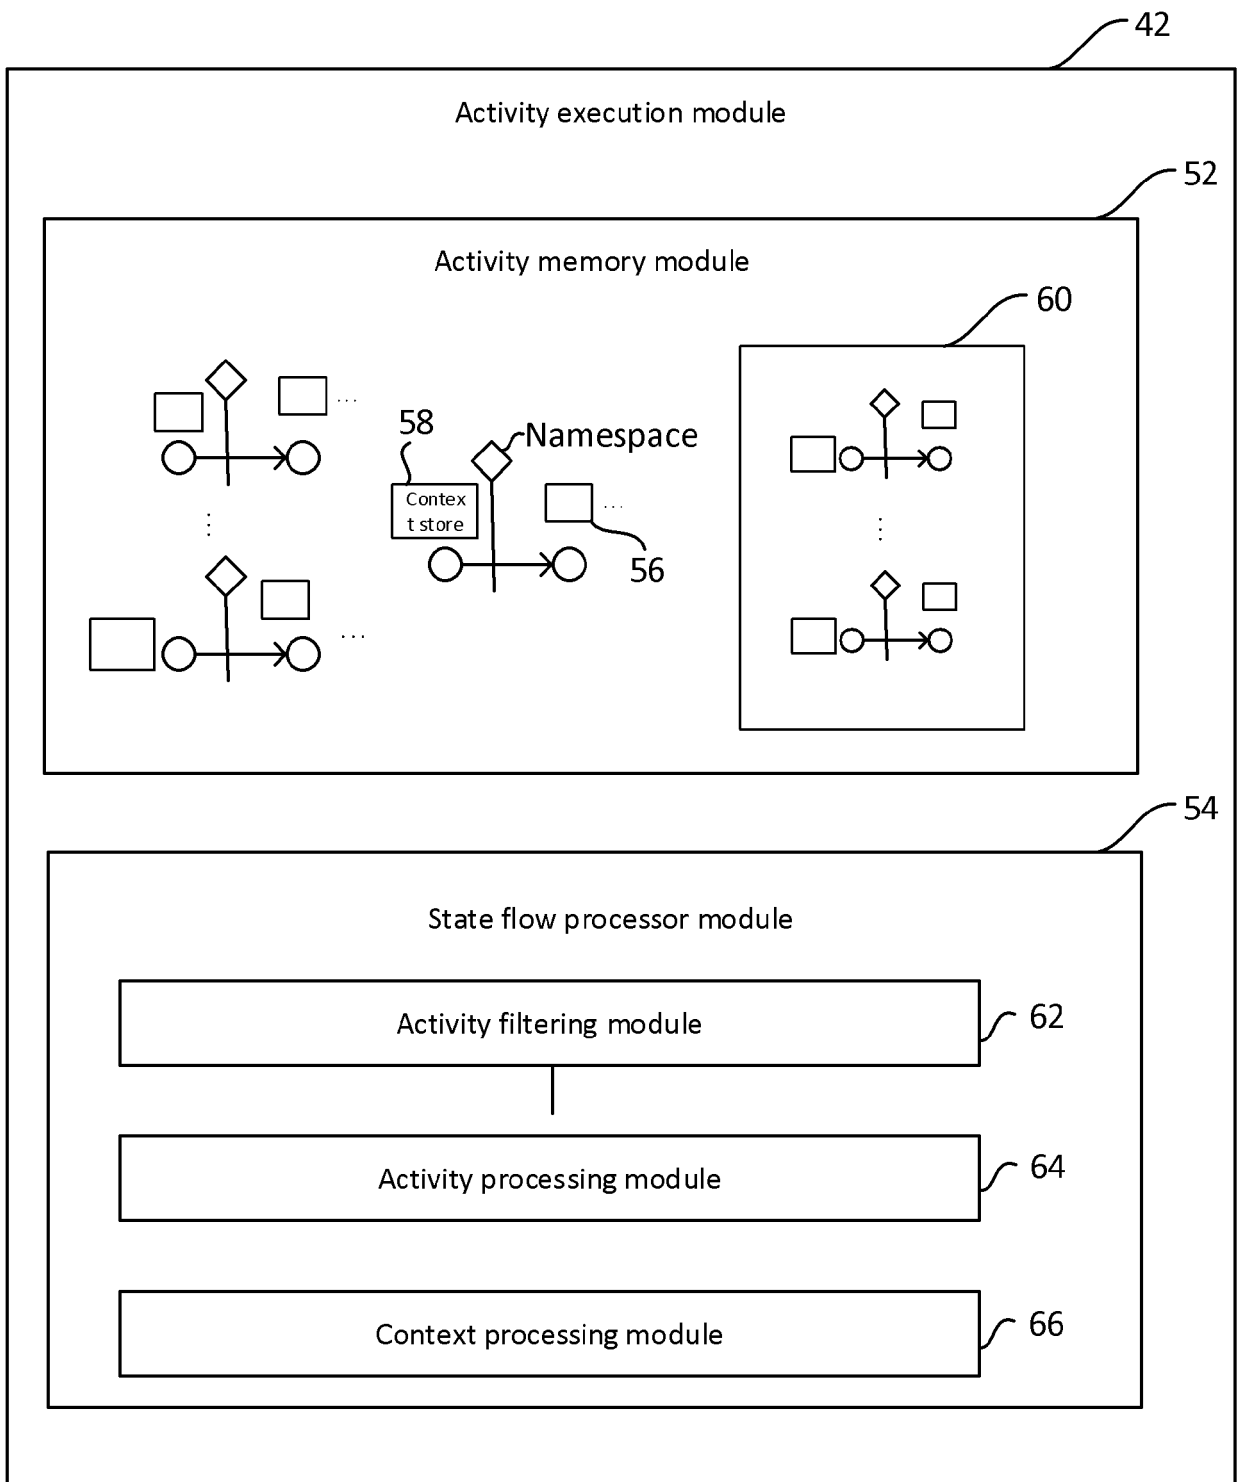 42
Activity execution module
52
Activity memory module
60
58
Namespace
Contex
t store
56
54
State flow processor module
Activity filtering module
62
Activity processing module
64
Context processing module
66